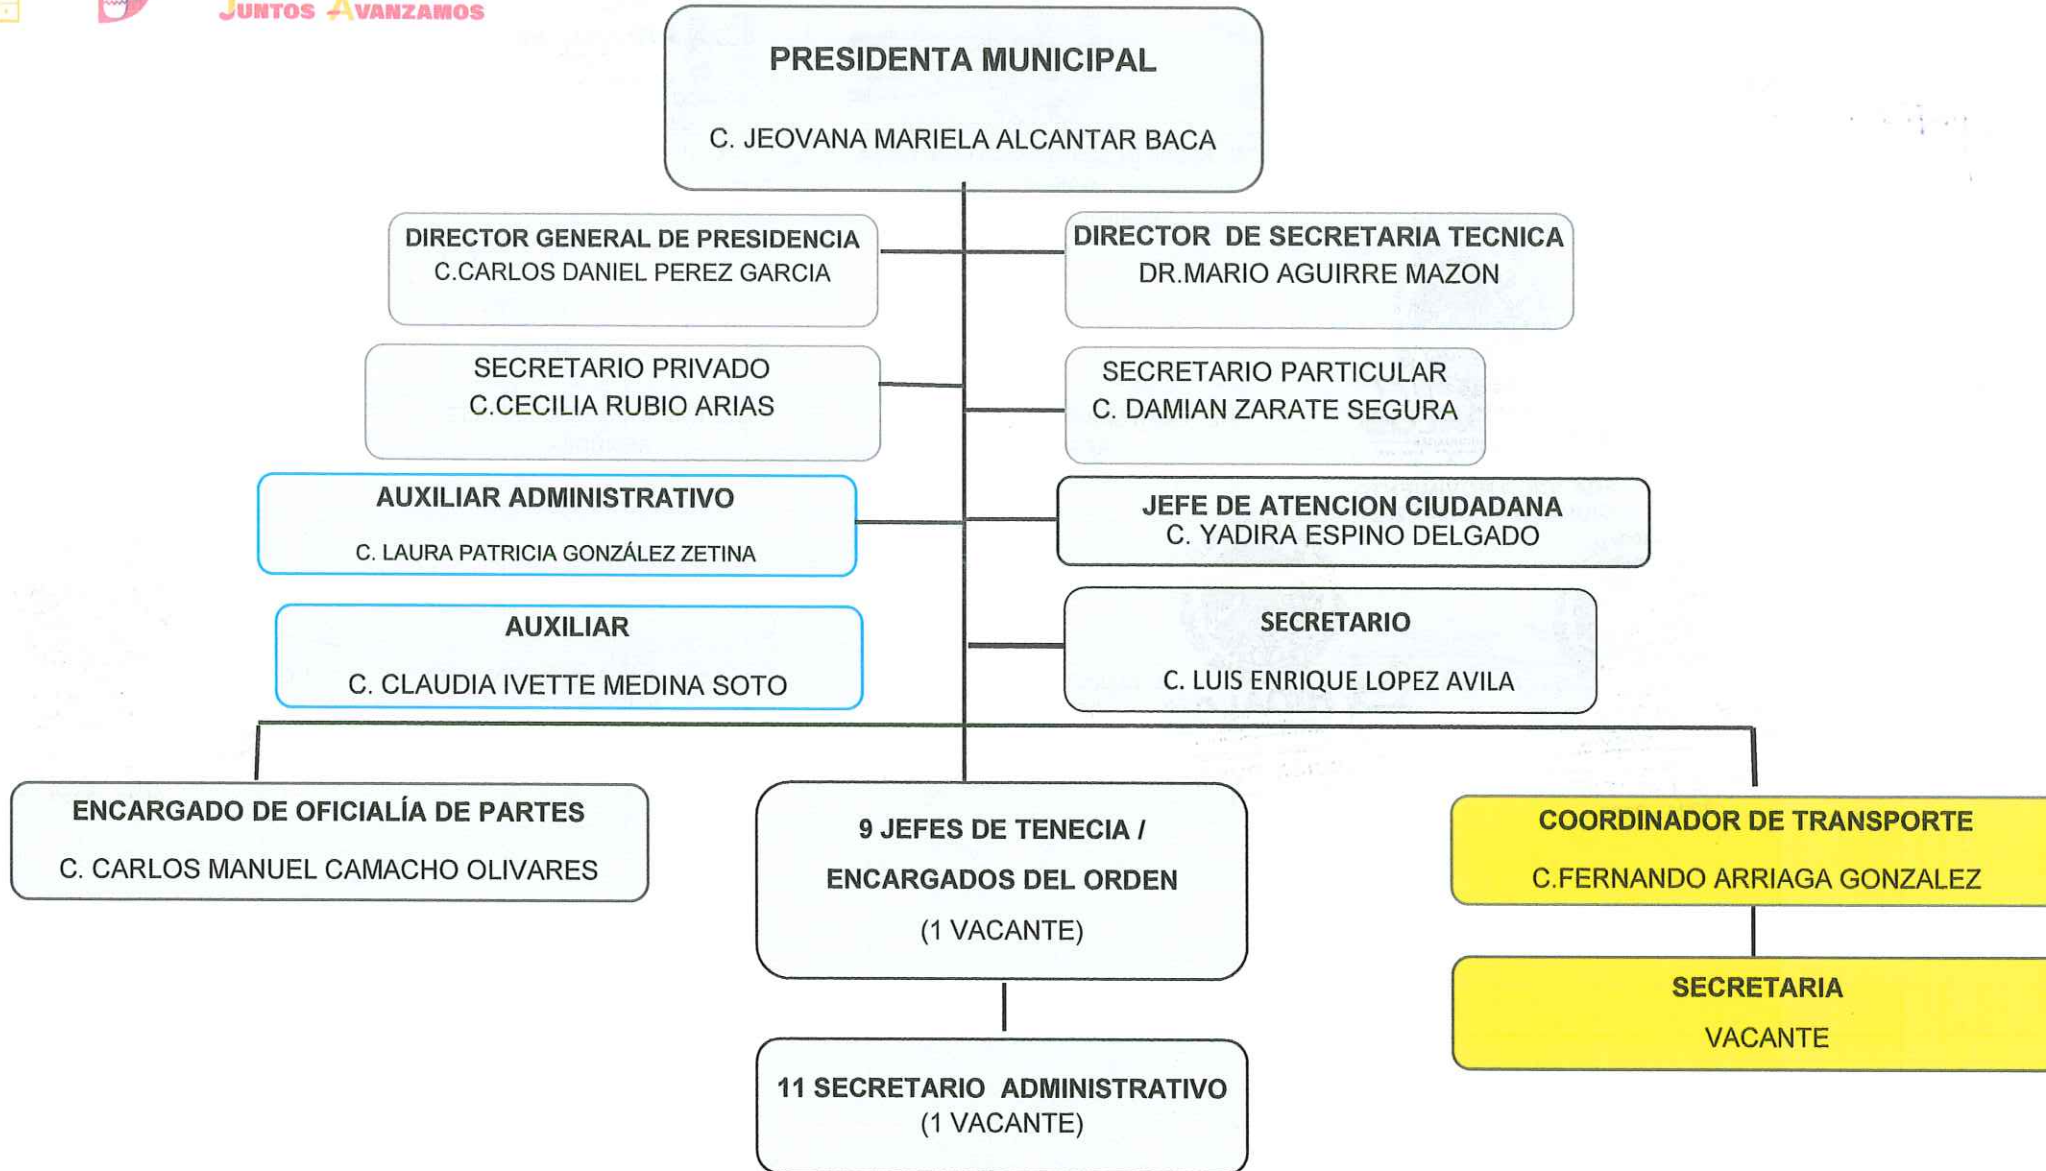 JUNTOS AVANZAMOS
PRESIDENTA MUNICIPAL
C. JEOVANA MARIELA ALCANTAR BACA
DIRECTOR GENERAL DE PRESIDENCIA
C.CARLOS DANIEL PEREZ GARCIA
DIRECTOR DE SECRETARIA TECNICA
DR.MARIO AGUIRRE MAZON
SECRETARIO PRIVADO
C.CECILIA RUBIO ARIAS
SECRETARIO PARTICULAR
C. DAMIAN ZARATE SEGURA
AUXILIAR ADMINISTRATIVO
C. LAURA PATRICIA GONZÁLEZ ZETINA
JEFE DE ATENCION CIUDADANA
C. YADIRA ESPINO DELGADO
AUXILIAR
C. CLAUDIA IVETTE MEDINA SOTO
SECRETARIO
C. LUIS ENRIQUE LOPEZ AVILA
ENCARGADO DE OFICIALÍA DE PARTES
C. CARLOS MANUEL CAMACHO OLIVARES
9 JEFES DE TENECIA /
ENCARGADOS DEL ORDEN
(1 VACANTE)
COORDINADOR DE TRANSPORTE
C.FERNANDO ARRIAGA GONZALEZ
SECRETARIA
VACANTE
11 SECRETARIO ADMINISTRATIVO
(1 VACANTE)